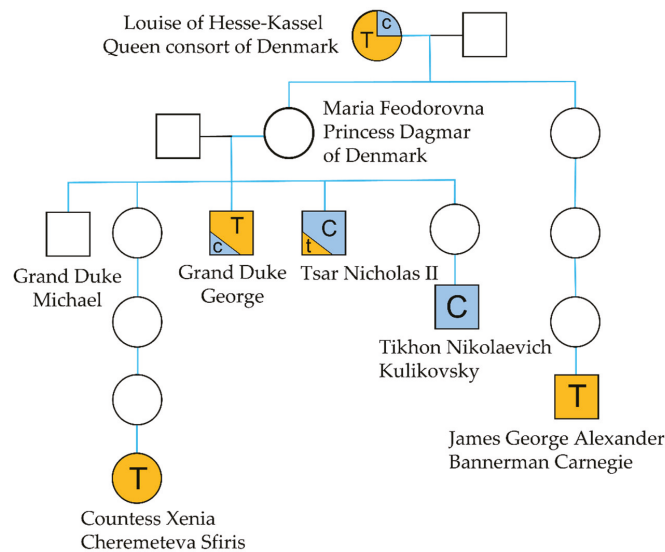 Louise of Hesse-Kassel
Queen consort of Denmark
c
T
Maria Feodorovna
Princess Dagmar
of Denmark
T
c
C
t
Grand Duke
Michael
Grand Duke
George
Tsar Nicholas II
C
Tikhon Nikolaevich
Kulikovsky
T
James George Alexander
Bannerman Carnegie
T
Countess Xenia
Cheremeteva Sfiris